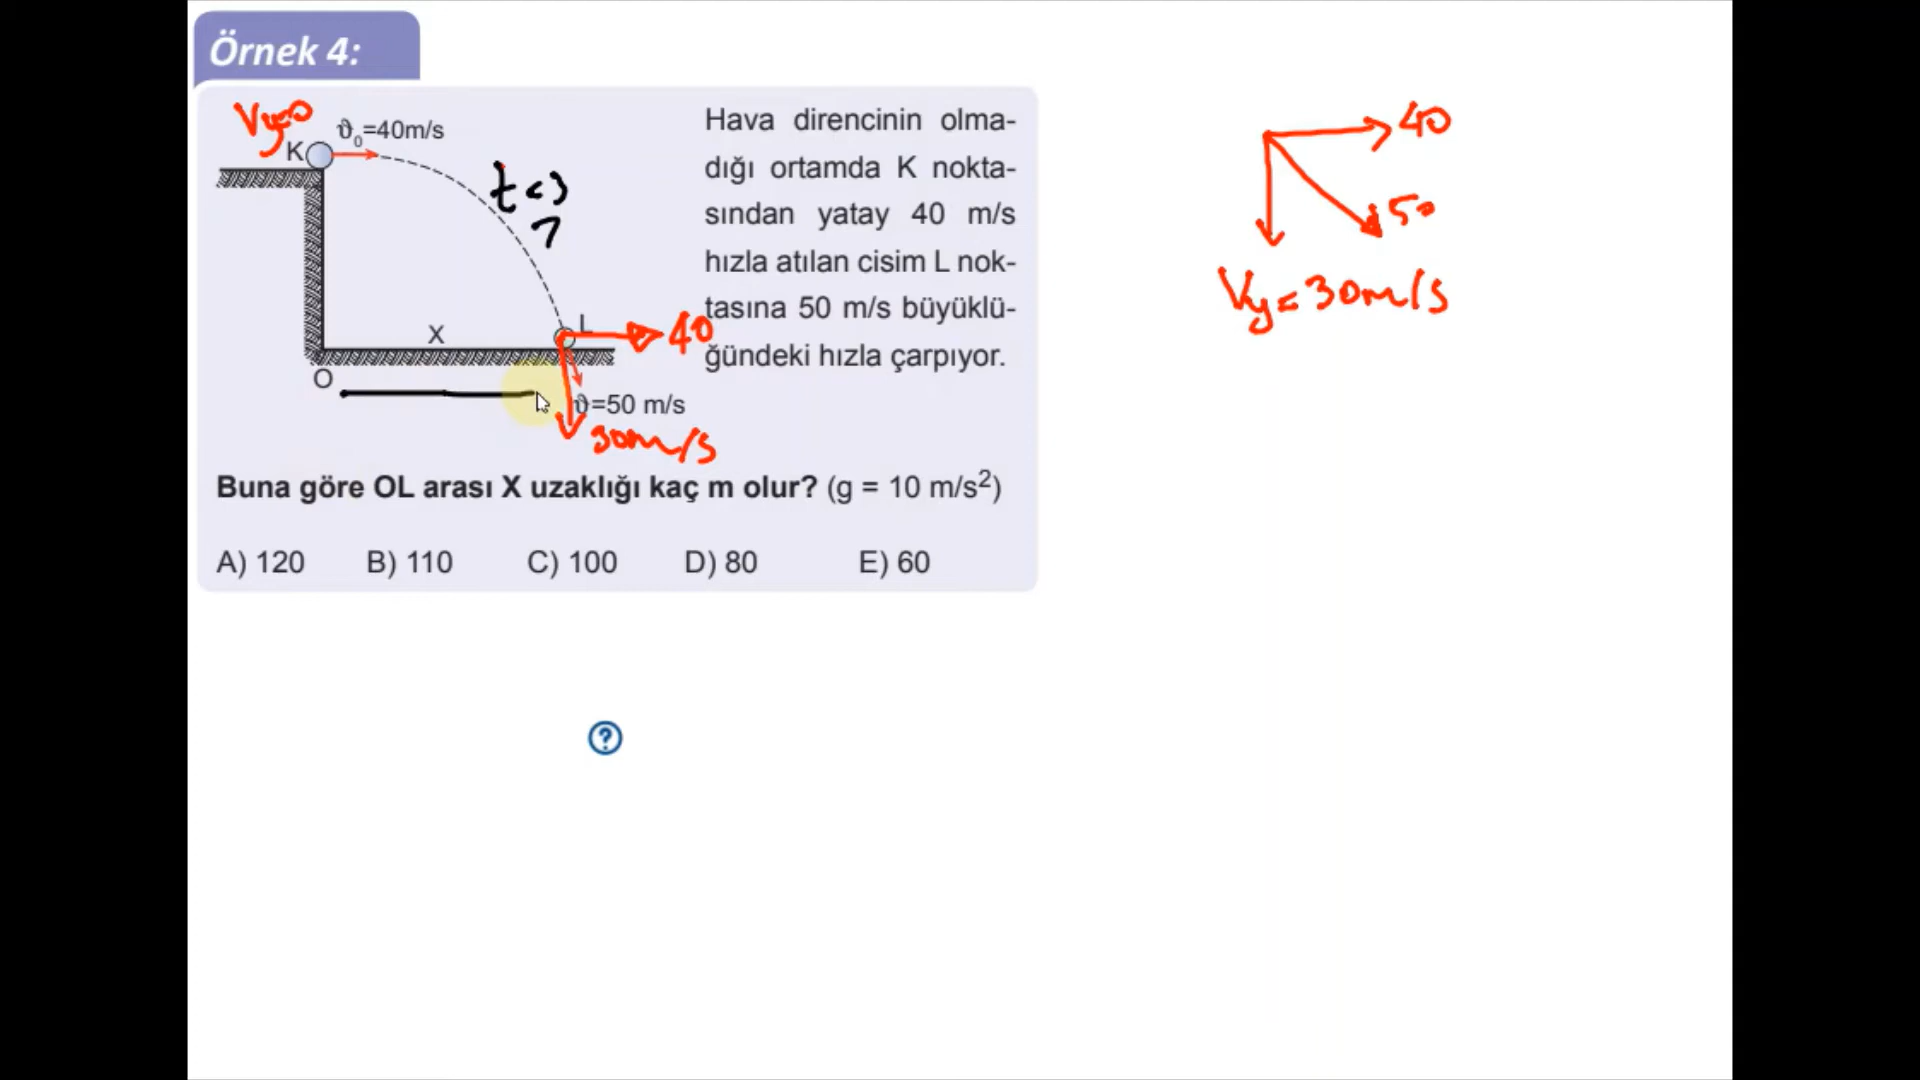 Örnek 4:
Vy=0
ϑ₀=40m/s
K
t=3
L
40
X
O
ϑ=50 m/s
30m/s
Hava direncinin olma-
dığı ortamda K nokta-
sından yatay 40 m/s
hızla atılan cisim L nok-
tasına 50 m/s büyüklü-
ğündeki hızla çarpıyor.
Buna göre OL arası X uzaklığı kaç m olur? (g = 10 m/s²)
A) 120 B) 110 C) 100 D) 80 E) 60
40
50
Vy=30m/s
?